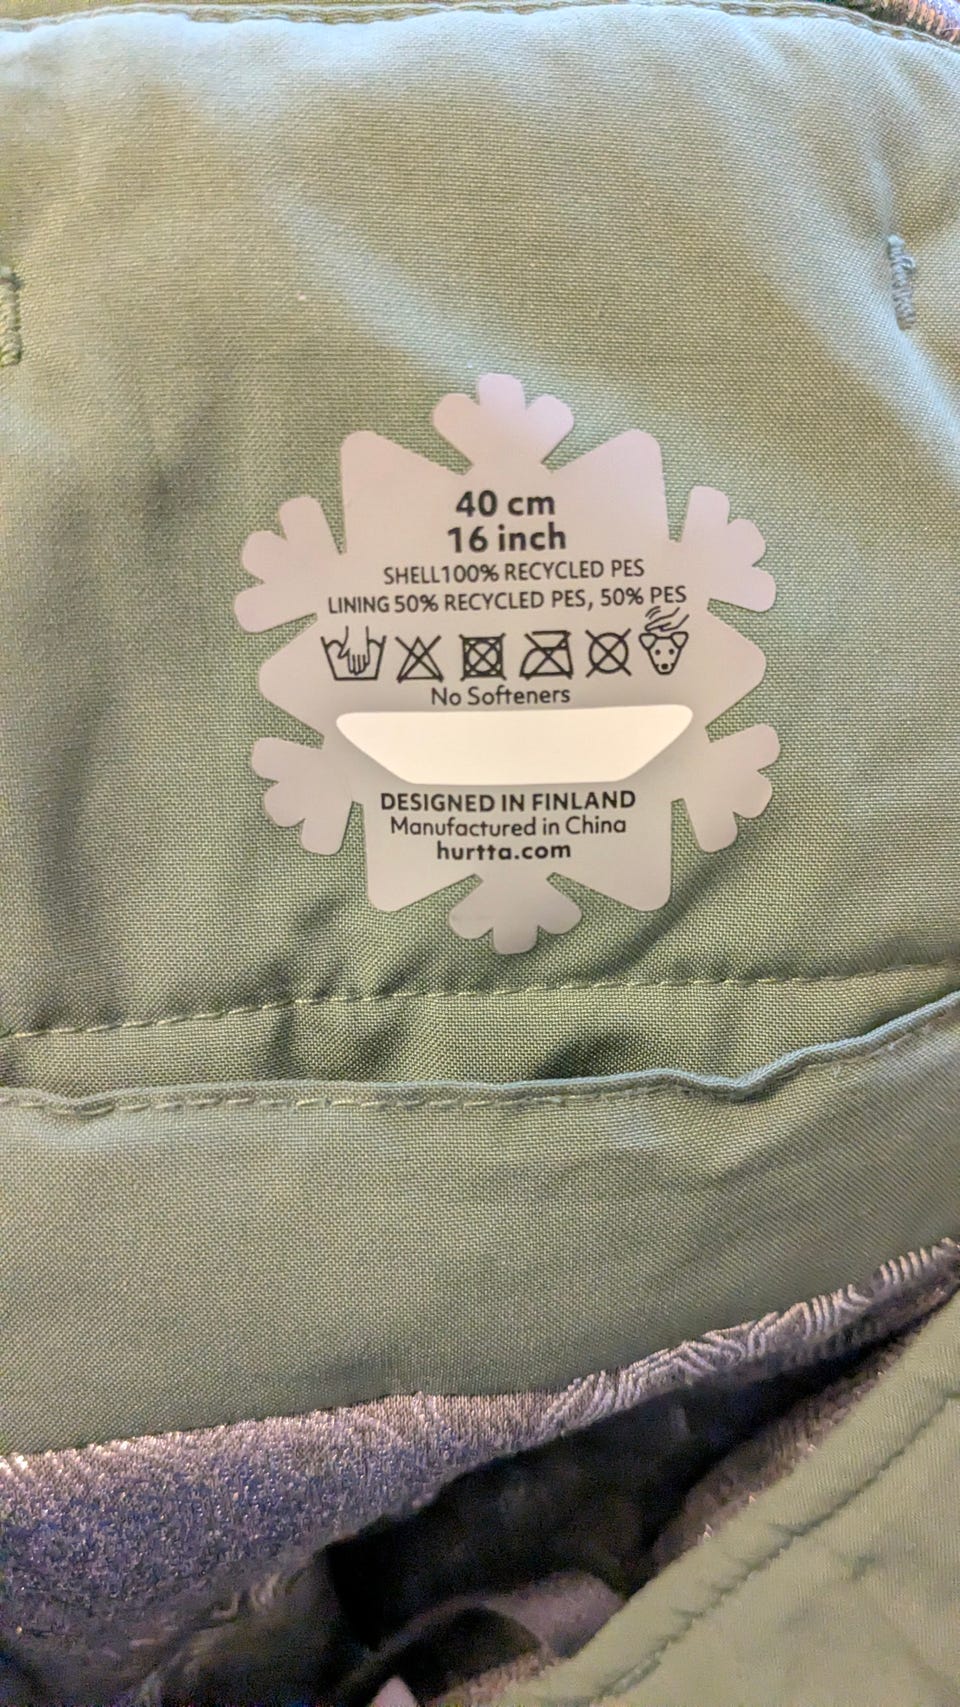 40 cm
16 inch
SHELL100% RECYCLED PES
LINING 50% RECYCLED PES, 50% PES
No Softeners
DESIGNED IN FINLAND
Manufactured in China
hurtta.com